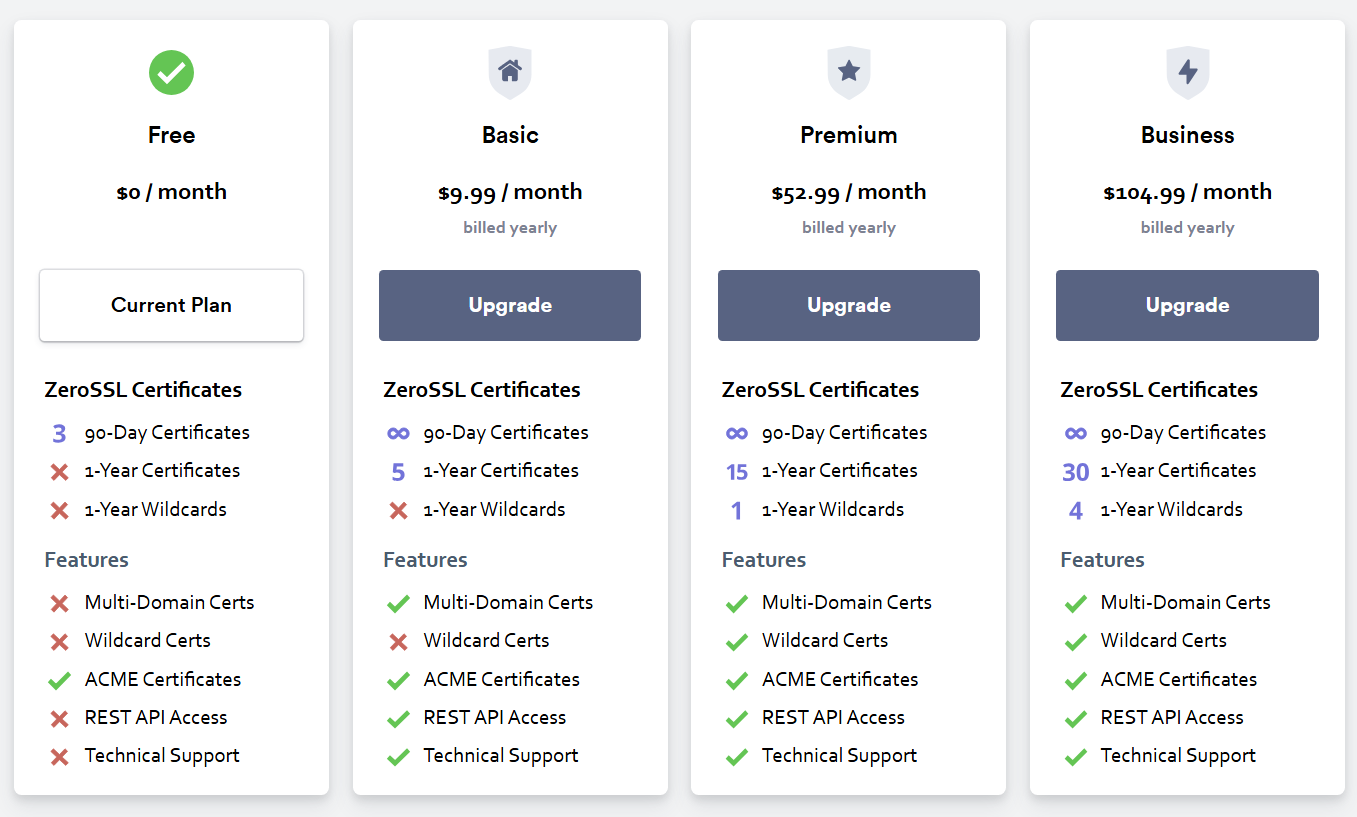 Free
$0 / month
Current Plan
ZeroSSL Certificates
3 90-Day Certificates
1-Year Certificates
1-Year Wildcards
Features
Multi-Domain Certs
Wildcard Certs
ACME Certificates
REST API Access
Technical Support
Basic
$9.99 / month
billed yearly
Upgrade
ZeroSSL Certificates
∞ 90-Day Certificates
5 1-Year Certificates
1-Year Wildcards
Features
Multi-Domain Certs
Wildcard Certs
ACME Certificates
REST API Access
Technical Support
Premium
$52.99 / month
billed yearly
Upgrade
ZeroSSL Certificates
∞ 90-Day Certificates
15 1-Year Certificates
1 1-Year Wildcards
Features
Multi-Domain Certs
Wildcard Certs
ACME Certificates
REST API Access
Technical Support
Business
$104.99 / month
billed yearly
Upgrade
ZeroSSL Certificates
∞ 90-Day Certificates
30 1-Year Certificates
4 1-Year Wildcards
Features
Multi-Domain Certs
Wildcard Certs
ACME Certificates
REST API Access
Technical Support